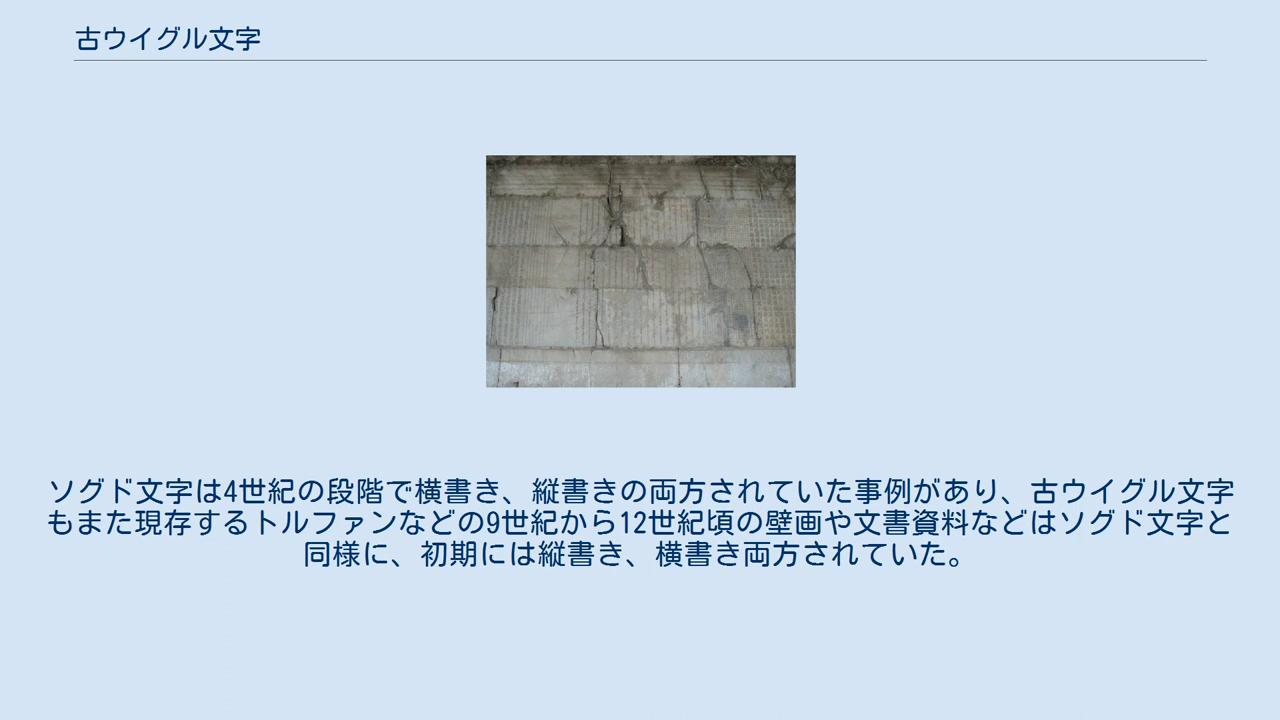 古ウイグル文字
ソグド文字は4世紀の段階で横書き、縦書きの両方されていた事例があり、古ウイグル文字
もまた現存するトルファンなどの9世紀から12世紀頃の壁画や文書資料などはソグド文字と
同様に、初期には縦書き、横書き両方されていた。